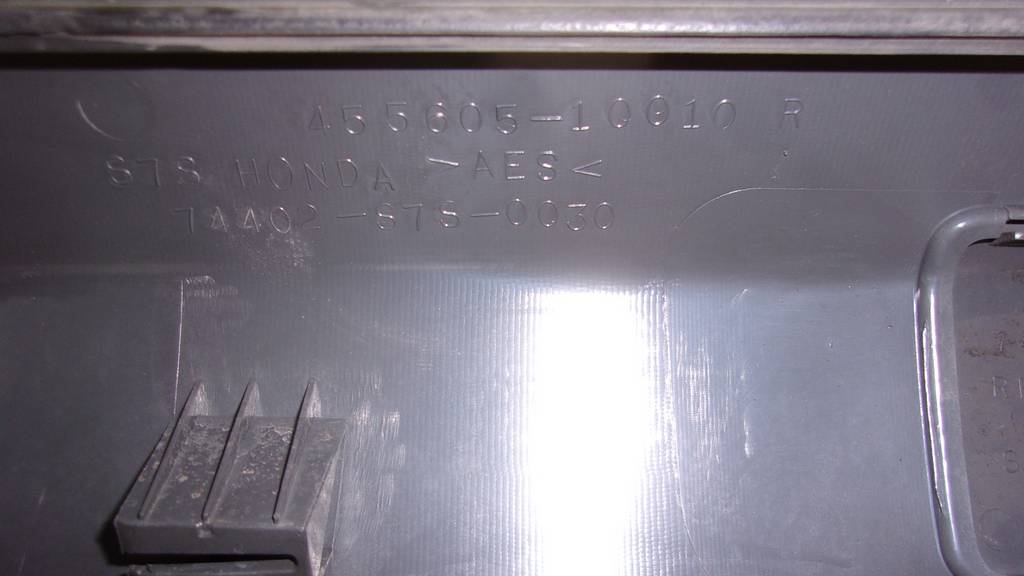 455605-10010 R
S7S HONDA >AES<
74402-S7S-0030